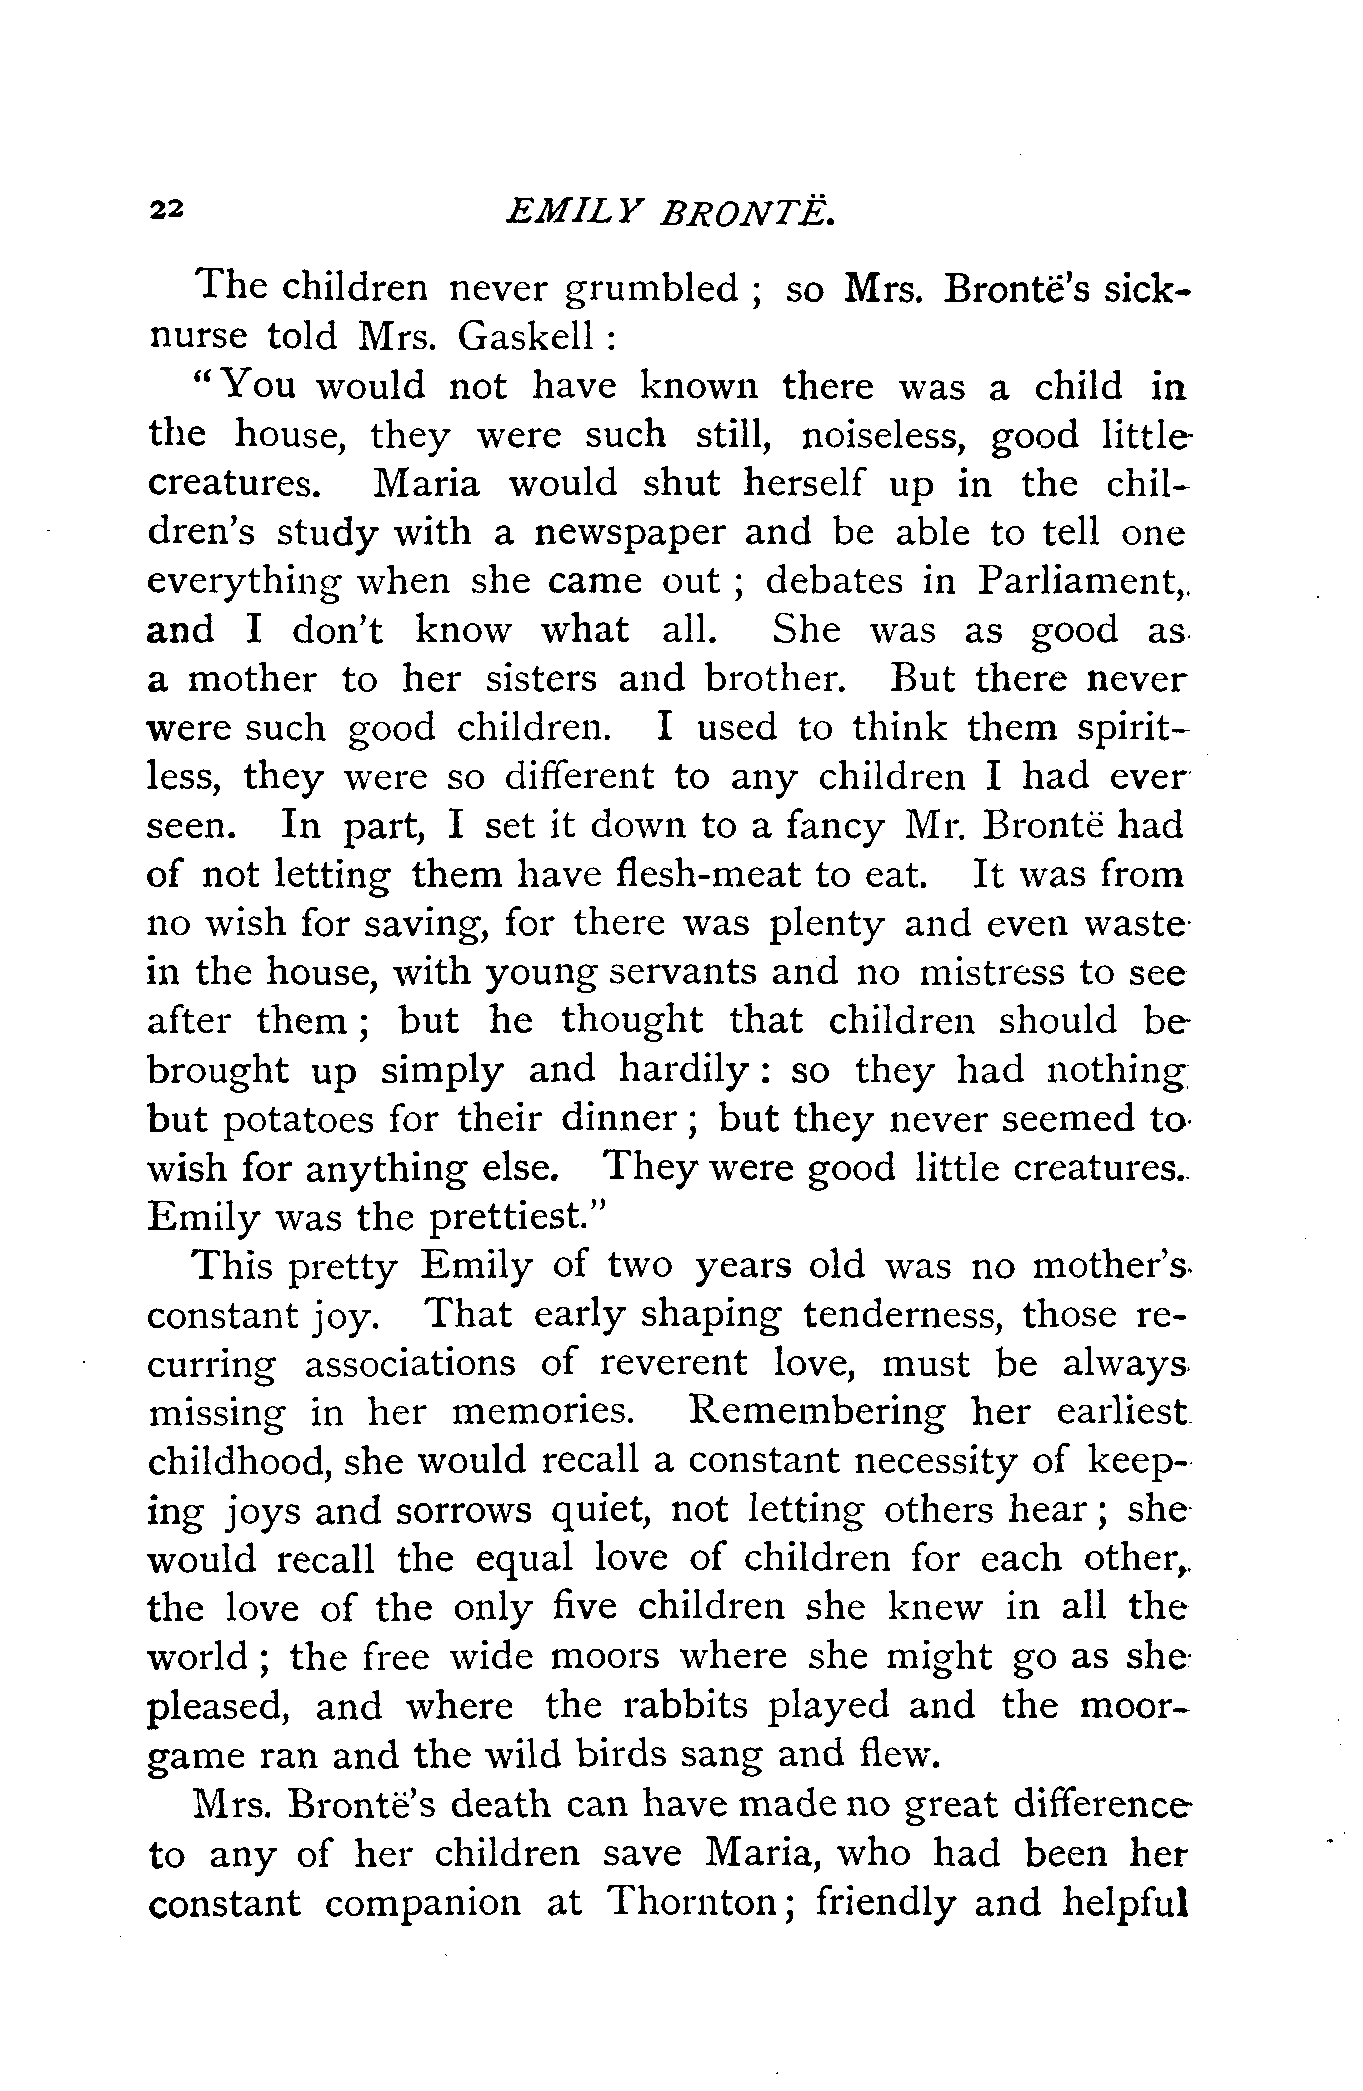 22 EMILY BRONTË.
The children never grumbled ; so Mrs. Brontë's sick-
nurse told Mrs. Gaskell :
“You would not have known there was a child in
the house, they were such still, noiseless, good little
creatures. Maria would shut herself up in the chil-
dren's study with a newspaper and be able to tell one
everything when she came out ; debates in Parliament,
and I don't know what all. She was as good as
a mother to her sisters and brother. But there never
were such good children. I used to think them spirit-
less, they were so different to any children I had ever
seen. In part, I set it down to a fancy Mr. Brontë had
of not letting them have flesh-meat to eat. It was from
no wish for saving, for there was plenty and even waste
in the house, with young servants and no mistress to see
after them ; but he thought that children should be
brought up simply and hardily : so they had nothing
but potatoes for their dinner ; but they never seemed to
wish for anything else. They were good little creatures.
Emily was the prettiest.”
This pretty Emily of two years old was no mother's
constant joy. That early shaping tenderness, those re-
curring associations of reverent love, must be always
missing in her memories. Remembering her earliest
childhood, she would recall a constant necessity of keep-
ing joys and sorrows quiet, not letting others hear ; she
would recall the equal love of children for each other,
the love of the only five children she knew in all the
world ; the free wide moors where she might go as she
pleased, and where the rabbits played and the moor-
game ran and the wild birds sang and flew.
Mrs. Brontë's death can have made no great difference
to any of her children save Maria, who had been her
constant companion at Thornton ; friendly and helpful